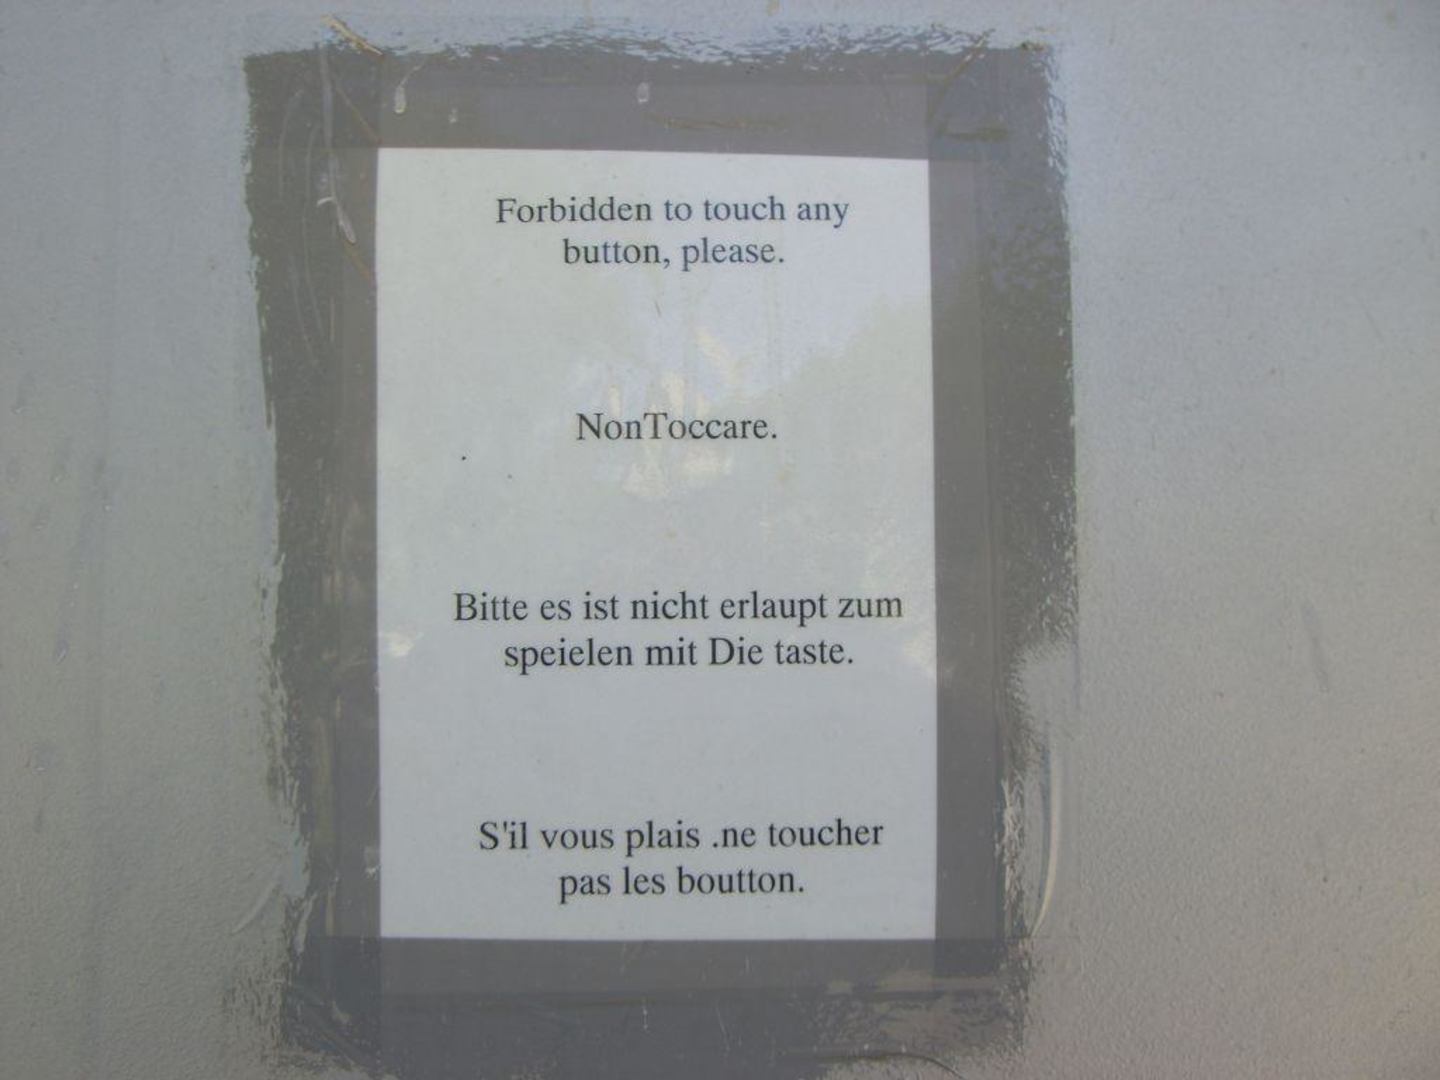 Forbidden to touch any
button, please.
NonToccare.
Bitte es ist nicht erlaupt zum
speielen mit Die taste.
S'il vous plais .ne toucher
pas les boutton.